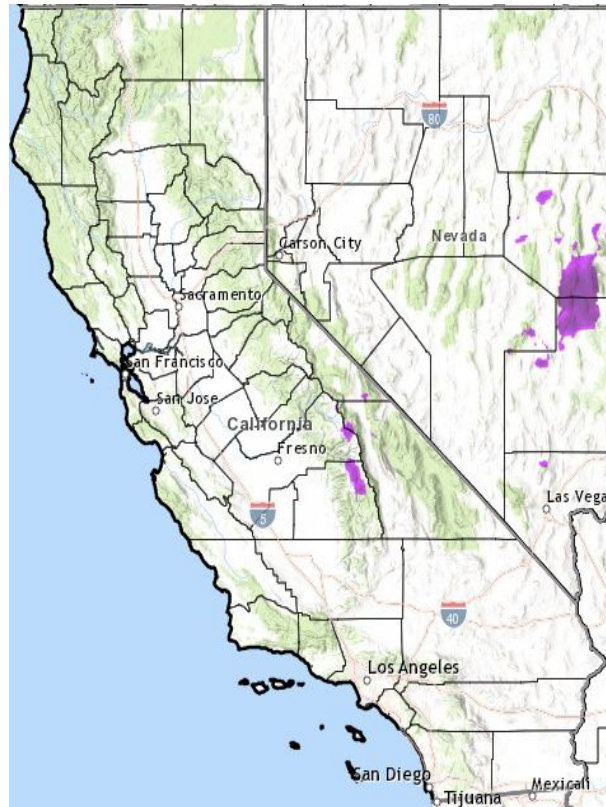 80
Nevada
Carson City
Sacramento
San Francisco
San Jose
California
Fresno
Las Vega
5
40
Los Angeles
San Diego
Tijuana
Mexicali